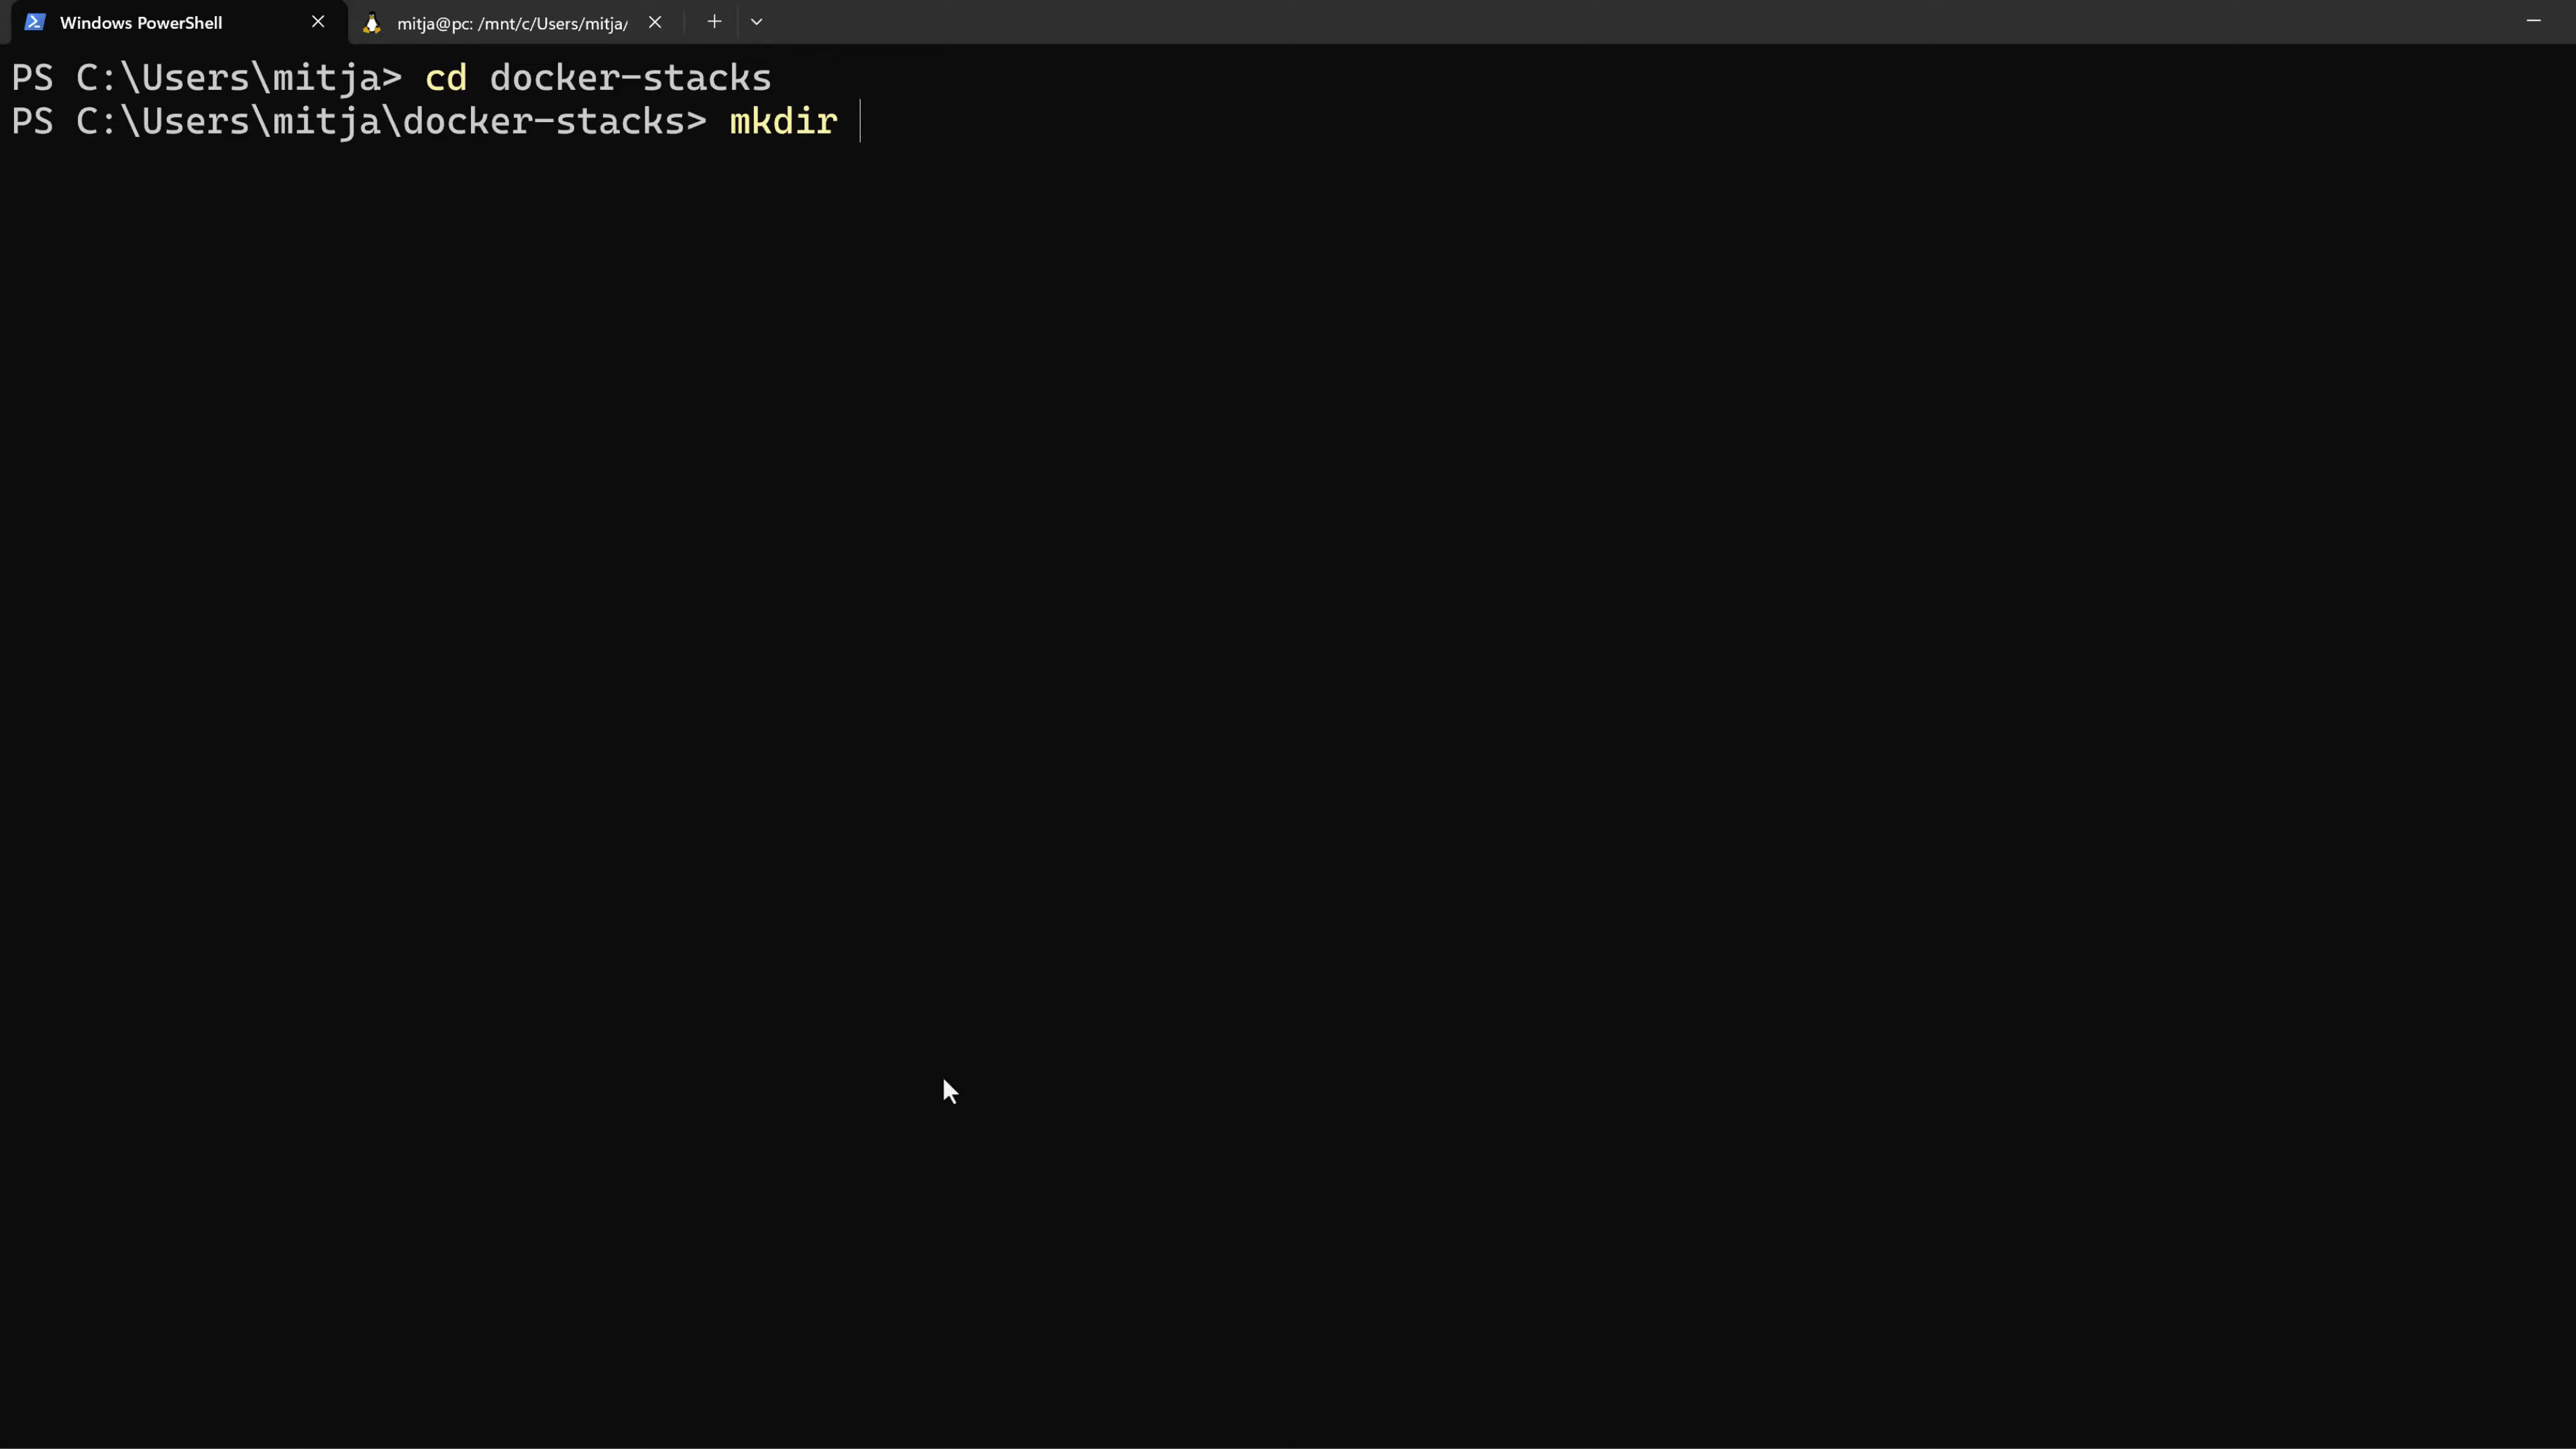 Windows PowerShell
mitja@pc: /mnt/c/Users/mitja/
PS C:\Users\mitja> cd docker-stacks
PS C:\Users\mitja\docker-stacks> mkdir